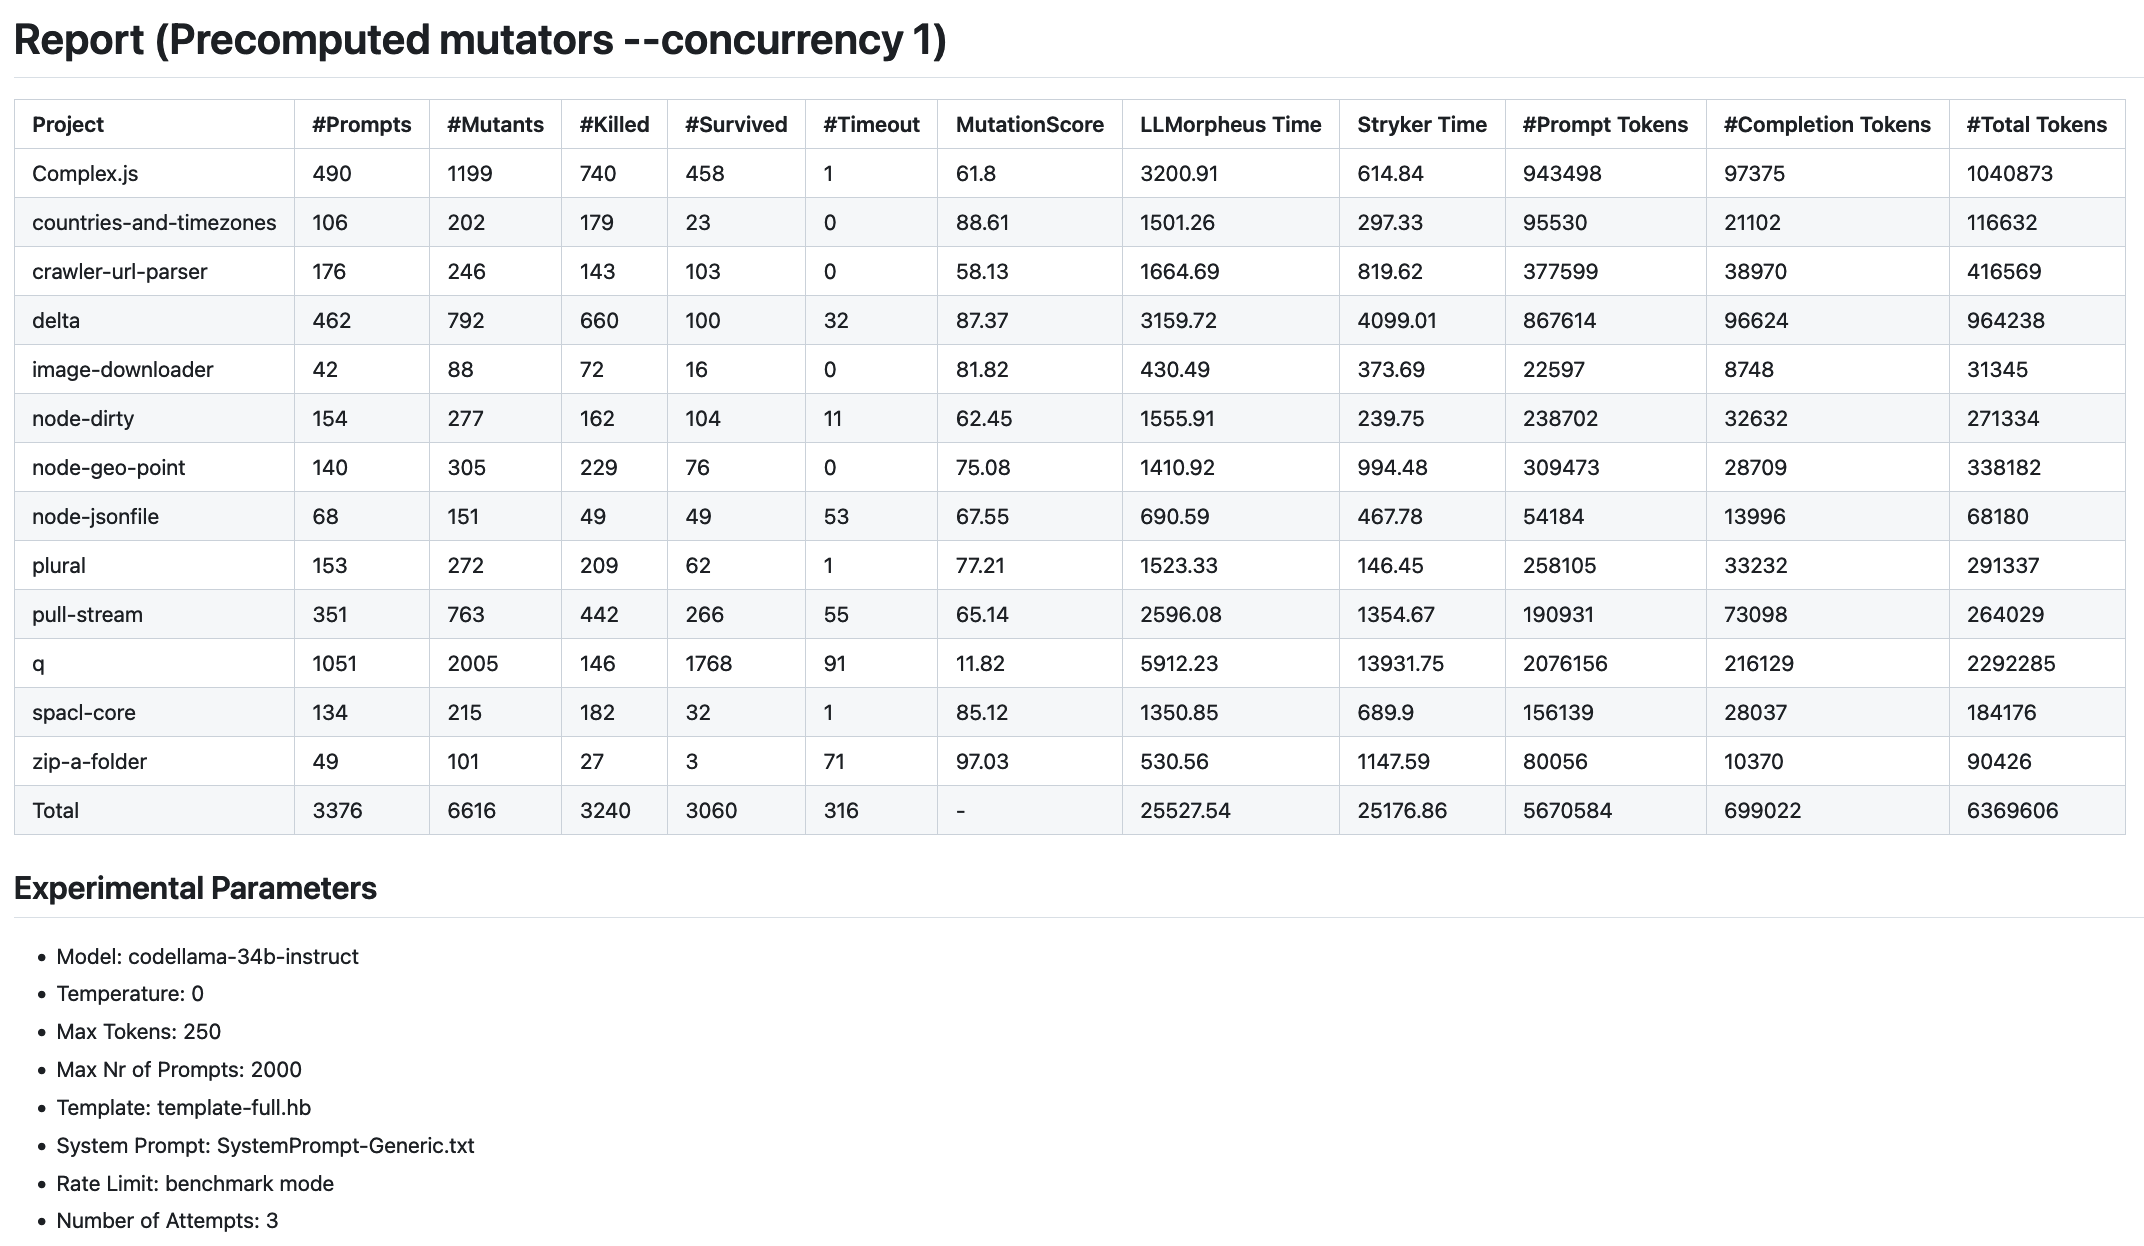 Report (Precomputed mutators --concurrency 1)
Project #Prompts #Mutants #Killed #Survived #Timeout MutationScore LLMorpheus Time Stryker Time #Prompt Tokens #Completion Tokens #Total Tokens
Complex.js 490 1199 740 458 1 61.8 3200.91 614.84 943498 97375 1040873
countries-and-timezones 106 202 179 23 0 88.61 1501.26 297.33 95530 21102 116632
crawler-url-parser 176 246 143 103 0 58.13 1664.69 819.62 377599 38970 416569
delta 462 792 660 100 32 87.37 3159.72 4099.01 867614 96624 964238
image-downloader 42 88 72 16 0 81.82 430.49 373.69 22597 8748 31345
node-dirty 154 277 162 104 11 62.45 1555.91 239.75 238702 32632 271334
node-geo-point 140 305 229 76 0 75.08 1410.92 994.48 309473 28709 338182
node-jsonfile 68 151 49 49 53 67.55 690.59 467.78 54184 13996 68180
plural 153 272 209 62 1 77.21 1523.33 146.45 258105 33232 291337
pull-stream 351 763 442 266 55 65.14 2596.08 1354.67 190931 73098 264029
q 1051 2005 146 1768 91 11.82 5912.23 13931.75 2076156 216129 2292285
spacl-core 134 215 182 32 1 85.12 1350.85 689.9 156139 28037 184176
zip-a-folder 49 101 27 3 71 97.03 530.56 1147.59 80056 10370 90426
Total 3376 6616 3240 3060 316 - 25527.54 25176.86 5670584 699022 6369606
Experimental Parameters
• Model: codellama-34b-instruct
• Temperature: 0
• Max Tokens: 250
• Max Nr of Prompts: 2000
• Template: template-full.hb
• System Prompt: SystemPrompt-Generic.txt
• Rate Limit: benchmark mode
• Number of Attempts: 3